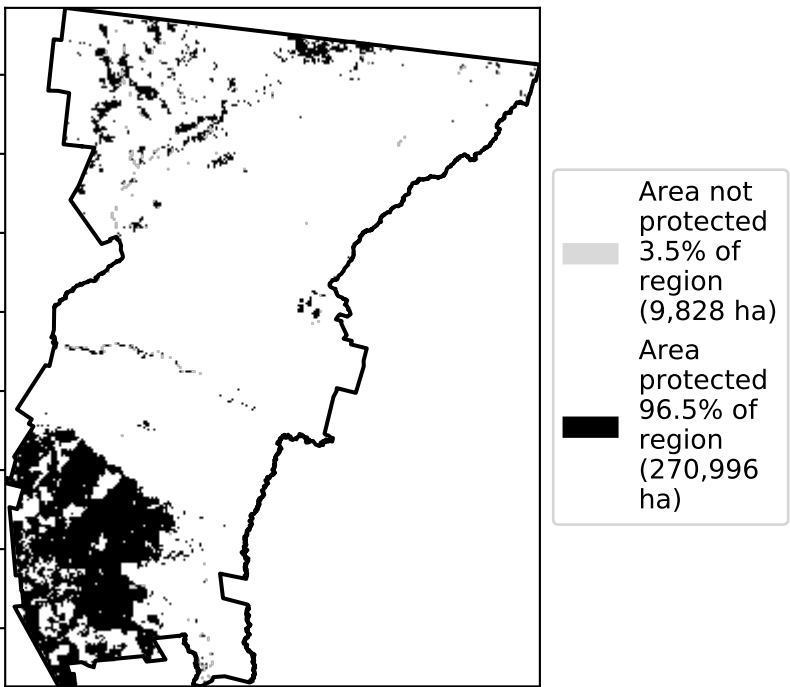 Area not
protected
3.5% of
region
(9,828 ha)
Area
protected
96.5% of
region
(270,996
ha)